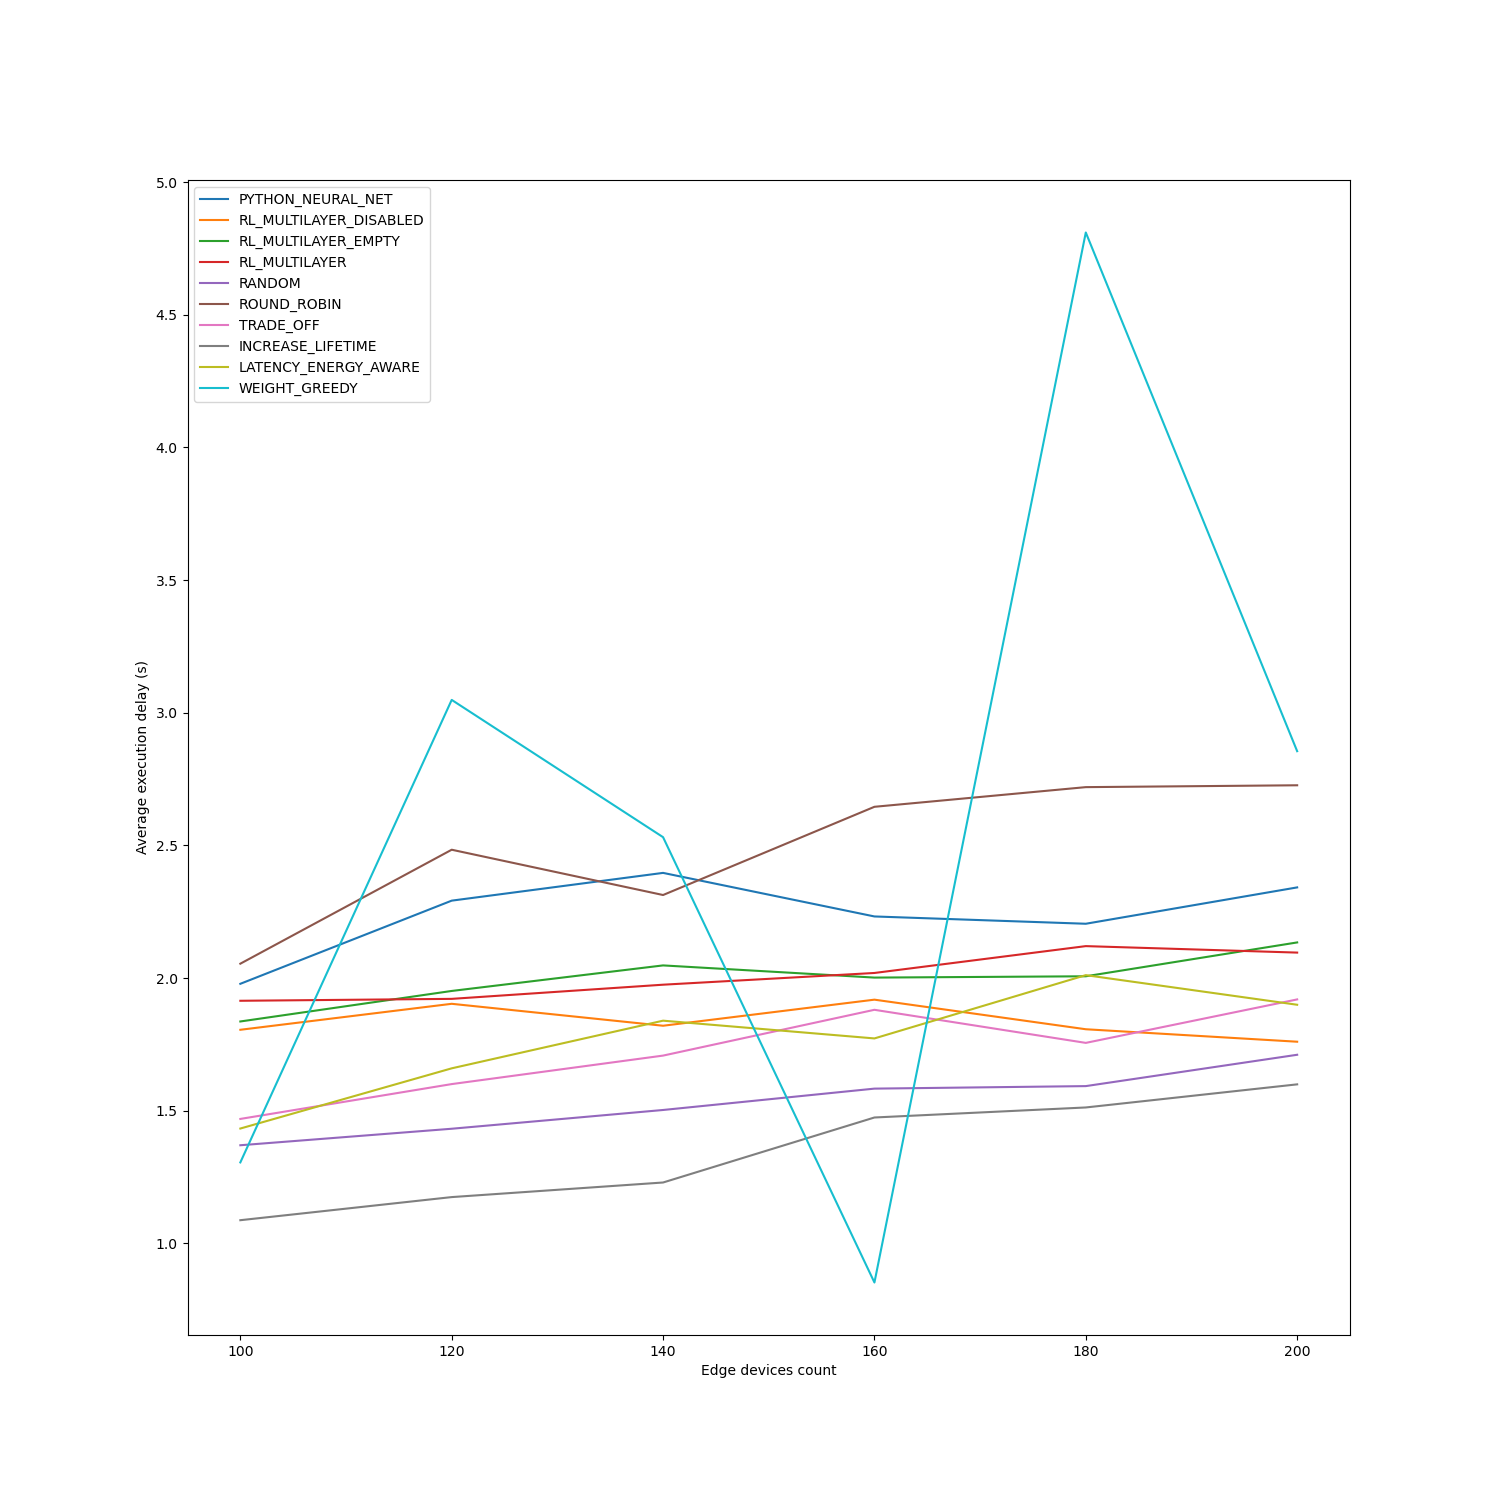 5.0
4.5
4.0
3.5
3.0
2.5
2.0
1.5
1.0
Average execution delay (s)
PYTHON_NEURAL_NET
RL_MULTILAYER_DISABLED
RL_MULTILAYER_EMPTY
RL_MULTILAYER
RANDOM
ROUND_ROBIN
TRADE_OFF
INCREASE_LIFETIME
LATENCY_ENERGY_AWARE
WEIGHT_GREEDY
100 120 140 160 180 200
Edge devices count